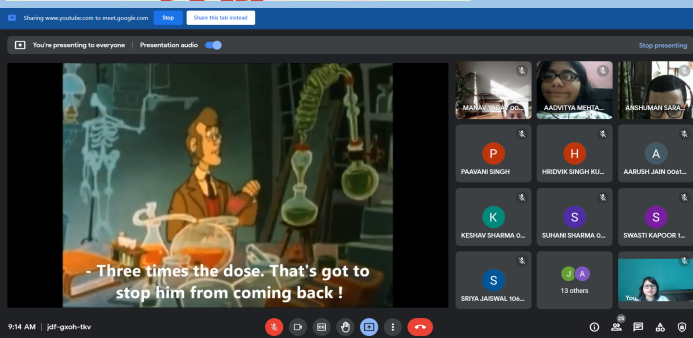 Sharing www.youtube.com to meet.google.com Stop Share this tab instead
You're presenting to everyone Presentation audio Stop presenting
MANAV YADAV 00... AADVITYA MEHTA... ANSHUMAN SARA...
P H A
PAAVANI SINGH HRIDVIK SINGH KU... AARUSH JAIN 0061...
K S S
KESHAV SHARMA 0... SUHANI SHARMA 0... SWASTI KAPOOR 1...
- Three times the dose. That's got to
stop him from coming back !
S J A
SRIYA JAISWAL 106... 13 others You
9:14 AM | jdf-gxoh-tkv 25